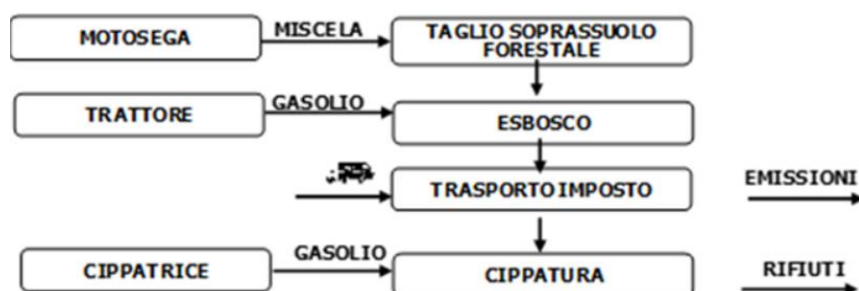 MOTOSEGA
MISCELA
TAGLIO SOPRASSUOLO
FORESTALE
TRATTORE
GASOLIO
ESBOSCO
TRASPORTO IMPOSTO
EMISSIONI
CIPPATRICE
GASOLIO
CIPPATURA
RIFIUTI